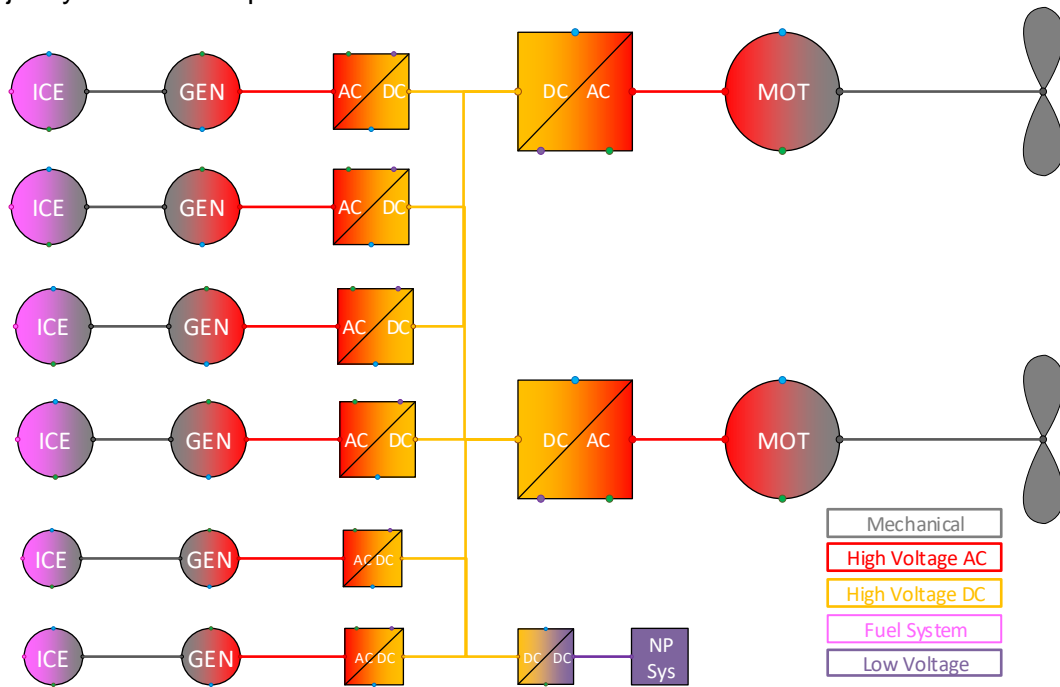 ICE GEN AC DC DC AC MOT
ICE GEN AC DC
ICE GEN AC DC
ICE GEN AC DC DC AC MOT
Mechanical
High Voltage AC
ICE GEN AC DC
High Voltage DC
Fuel System
ICE GEN AC DC DC DC NP
Sys
Low Voltage